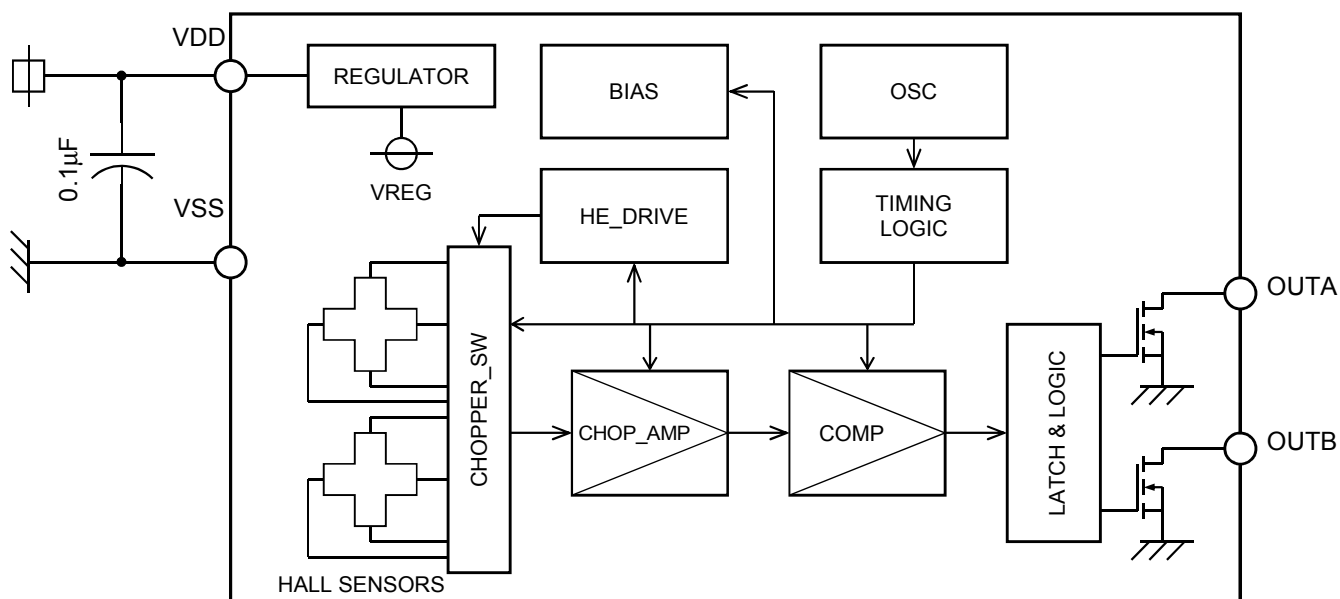 VDD
REGULATOR
BIAS
OSC
0.1µF
VREG
VSS
HE_DRIVE
TIMING
LOGIC
OUTA
CHOPPER_SW
CHOP_AMP
COMP
LATCH & LOGIC
OUTB
HALL SENSORS